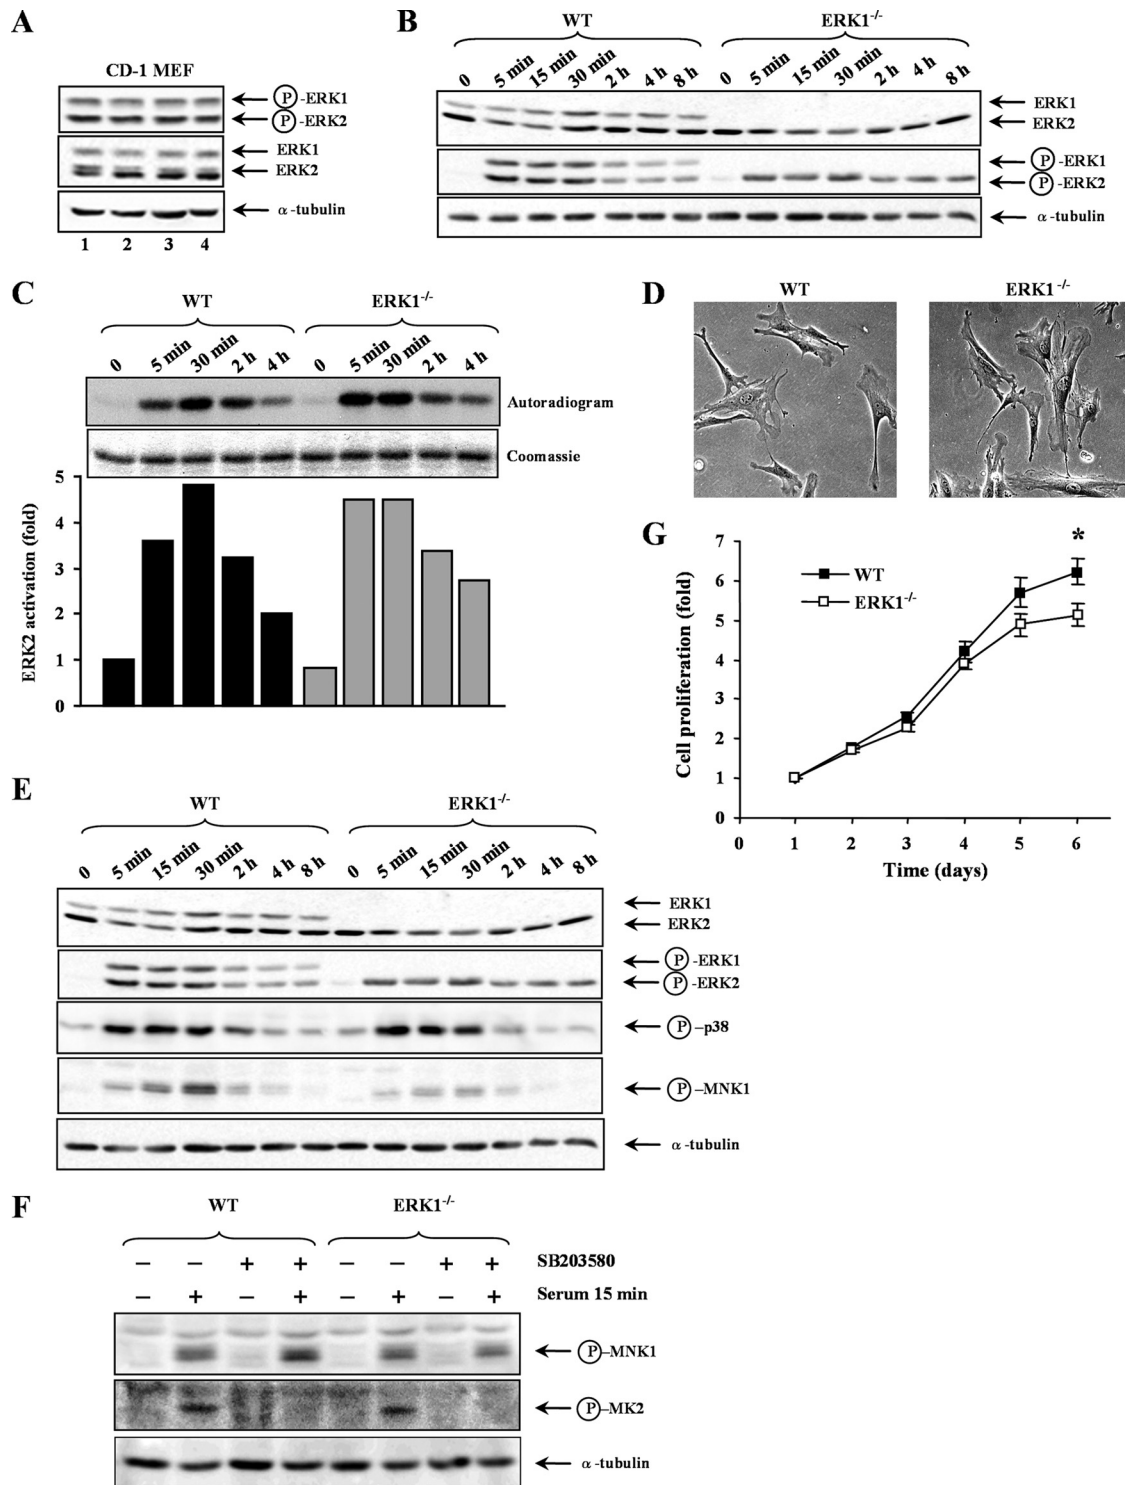 A
CD-1 MEF
P -ERK1
P -ERK2
ERK1
ERK2
α-tubulin
1 2 3 4
B
WT ERK1-/-
0 5 min 15 min 30 min 2 h 4 h 8 h 0 5 min 15 min 30 min 2 h 4 h 8 h
ERK1
ERK2
P -ERK1
P -ERK2
α-tubulin
C
WT ERK1-/-
0 5 min 30 min 2 h 4 h 0 5 min 30 min 2 h 4 h
Autoradiogram
Coomassie
ERK2 activation (fold)
5
4
3
2
1
0
D
WT ERK1-/-
G
Cell proliferation (fold)
7
6
5
4
3
2
1
0
WT
ERK1-/-
*
0 1 2 3 4 5 6
Time (days)
E
WT ERK1-/-
0 5 min 15 min 30 min 2 h 4 h 8 h 0 5 min 15 min 30 min 2 h 4 h 8 h
ERK1
ERK2
P -ERK1
P -ERK2
P –p38
P –MNK1
α-tubulin
F
WT ERK1-/-
– – + + – – + + SB203580
– + – + – + – + Serum 15 min
P –MNK1
P –MK2
α-tubulin